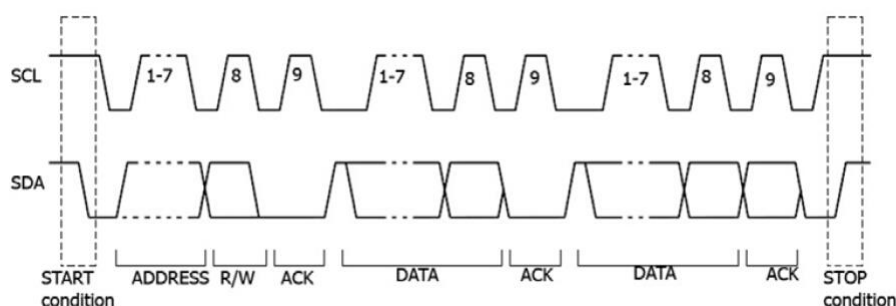 SCL 1-7 8 9 1-7 8 9 1-7 8 9
SDA
START condition
ADDRESS R/W ACK DATA ACK DATA ACK
STOP condition